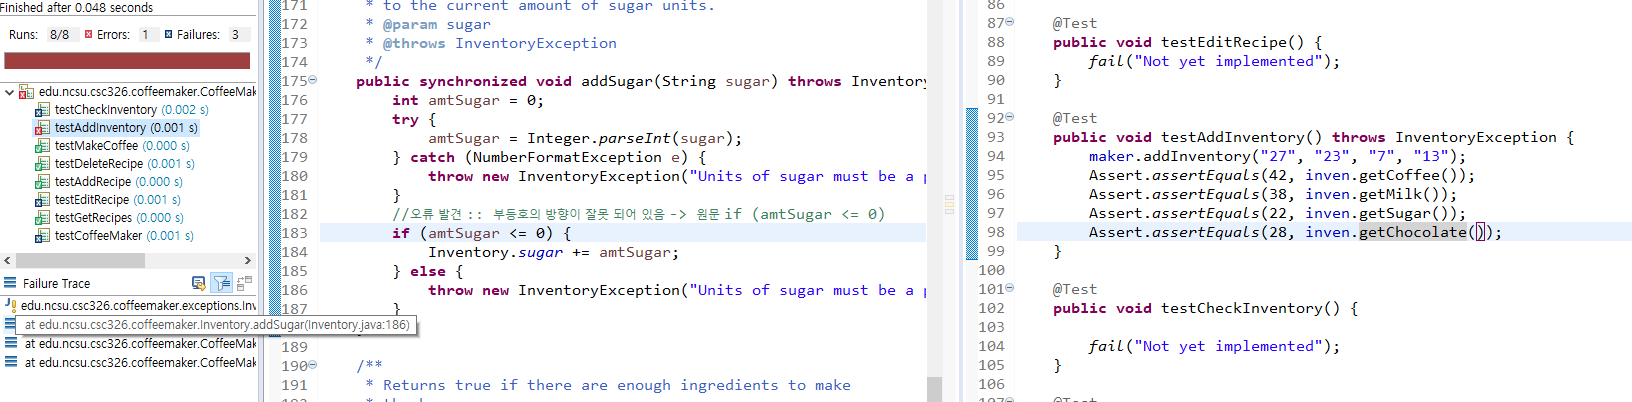 Finished after 0.048 seconds
Runs: 8/8 Errors: 1 Failures: 3
edu.ncsu.csc326.coffeemaker.CoffeeMak
testCheckInventory (0.002 s)
testAddInventory (0.001 s)
testMakeCoffee (0.000 s)
testDeleteRecipe (0.001 s)
testAddRecipe (0.000 s)
testEditRecipe (0.001 s)
testGetRecipes (0.000 s)
testCoffeeMaker (0.001 s)
Failure Trace
edu.ncsu.csc326.coffeemaker.exceptions.Inv
at edu.ncsu.csc326.coffeemaker.Inventory.addSugar(Inventory.java:186)
at edu.ncsu.csc326.coffeemaker.CoffeeMak
at edu.ncsu.csc326.coffeemaker.CoffeeMak
171 * to the current amount of sugar units.
172 * @param sugar
173 * @throws InventoryException
174 */
175 public synchronized void addSugar(String sugar) throws Inventory
176 int amtSugar = 0;
177 try {
178 amtSugar = Integer.parseInt(sugar);
179 } catch (NumberFormatException e) {
180 throw new InventoryException("Units of sugar must be a p
181 }
182 //오류 발견 :: 부등호의 방향이 잘못 되어 있음 -> 원문 if (amtSugar <= 0)
183 if (amtSugar <= 0) {
184 Inventory.sugar += amtSugar;
185 } else {
186 throw new InventoryException("Units of sugar must be a p
187 }
189
190 /**
191 * Returns true if there are enough ingredients to make
86
87 @Test
88 public void testEditRecipe() {
89 fail("Not yet implemented");
90 }
91
92 @Test
93 public void testAddInventory() throws InventoryException {
94 maker.addInventory("27", "23", "7", "13");
95 Assert.assertEquals(42, inven.getCoffee());
96 Assert.assertEquals(38, inven.getMilk());
97 Assert.assertEquals(22, inven.getSugar());
98 Assert.assertEquals(28, inven.getChocolate());
99 }
100
101 @Test
102 public void testCheckInventory() {
103
104 fail("Not yet implemented");
105 }
106
107 @Test